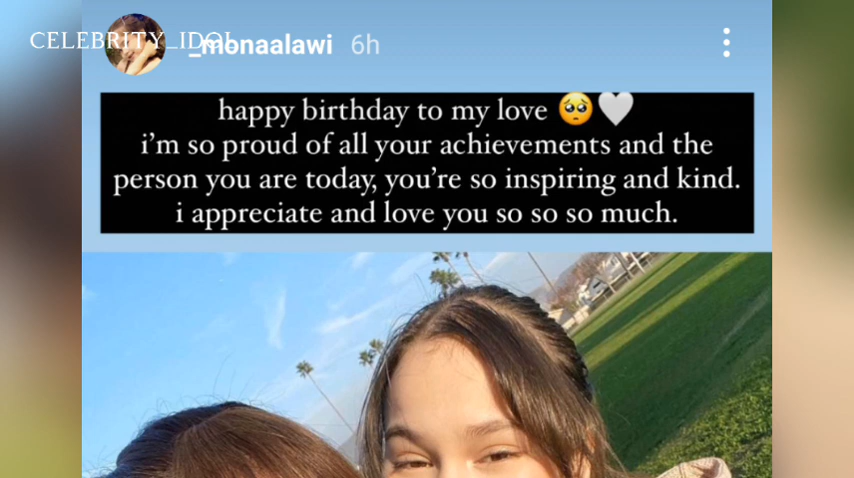 CELEBRITY_IDOL
_monaalawi 6h
happy birthday to my love 🥺🤍
i'm so proud of all your achievements and the
person you are today, you're so inspiring and kind.
i appreciate and love you so so so much.